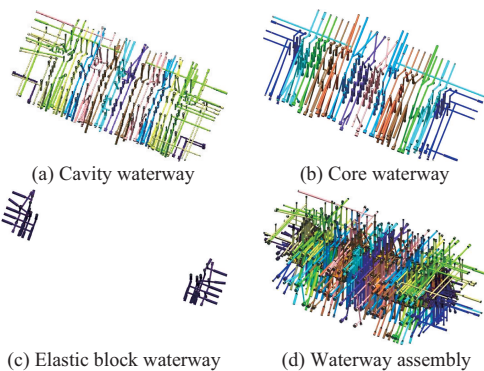 (a) Cavity waterway
(b) Core waterway
(c) Elastic block waterway
(d) Waterway assembly